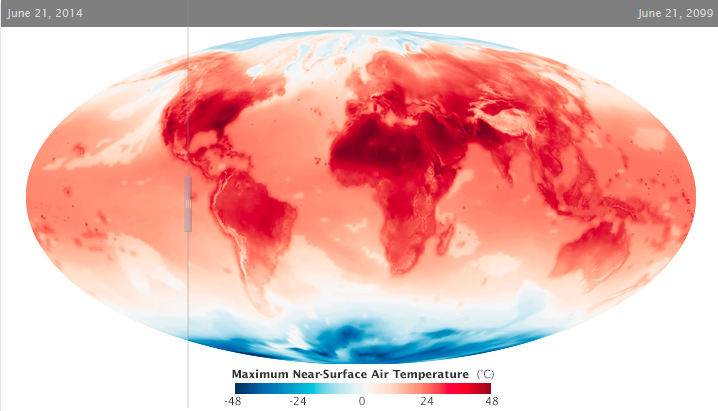 June 21, 2014 June 21, 2099
Maximum Near-Surface Air Temperature (°C)
-48 -24 0 24 48